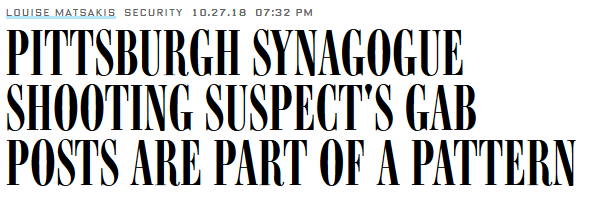 LOUISE MATSAKIS SECURITY 10.27.18 07:32 PM
PITTSBURGH SYNAGOGUE
SHOOTING SUSPECT'S GAB
POSTS ARE PART OF A PATTERN